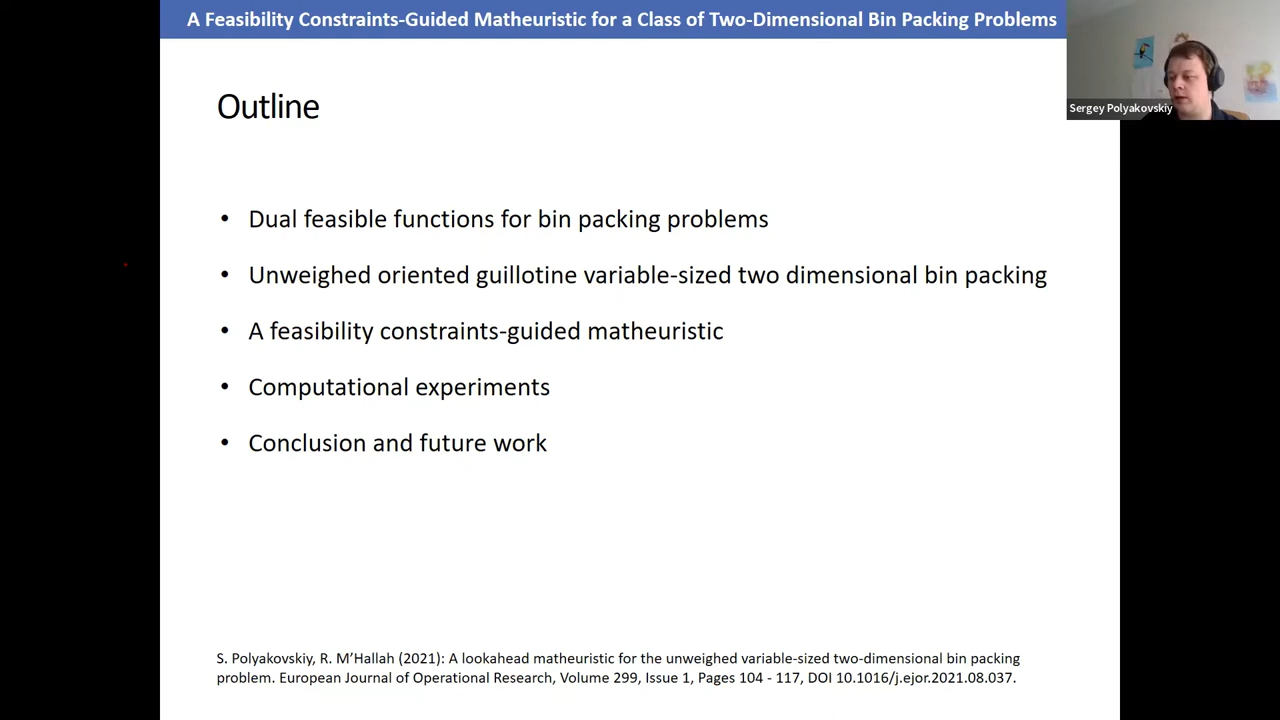 A Feasibility Constraints-Guided Matheuristic for a Class of Two-Dimensional Bin Packing Problems
Sergey Polyakovskiy
Outline
• Dual feasible functions for bin packing problems
• Unweighed oriented guillotine variable-sized two dimensional bin packing
• A feasibility constraints-guided matheuristic
• Computational experiments
• Conclusion and future work
S. Polyakovskiy, R. M’Hallah (2021): A lookahead matheuristic for the unweighed variable-sized two-dimensional bin packing
problem. European Journal of Operational Research, Volume 299, Issue 1, Pages 104 - 117, DOI 10.1016/j.ejor.2021.08.037.